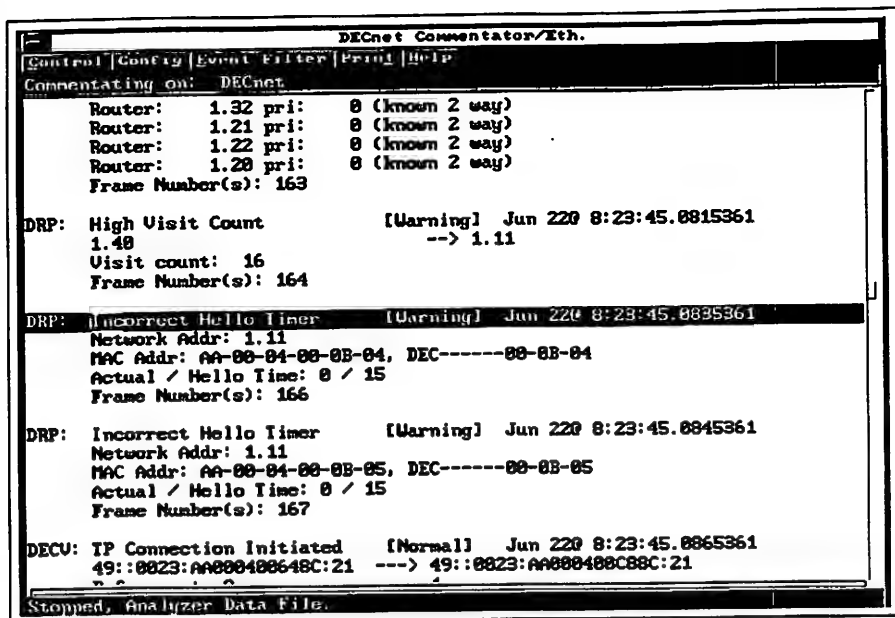 DECnet Commentator/Eth.
Control |Config |Event Filter |Print |Help
Commentating on: DECnet
Router: 1.32 pri: 0 (known 2 way)
Router: 1.21 pri: 0 (known 2 way)
Router: 1.22 pri: 0 (known 2 way)
Router: 1.20 pri: 0 (known 2 way)
Frame Number(s): 163
DRP: High Visit Count [Warning] Jun 22@ 8:23:45.0815361
1.40 --> 1.11
Visit count: 16
Frame Number(s): 164
DRP: Incorrect Hello Timer [Warning] Jun 22@ 8:23:45.0835361
Network Addr: 1.11
MAC Addr: AA-00-04-00-0B-04, DEC------00-0B-04
Actual / Hello Time: 0 / 15
Frame Number(s): 166
DRP: Incorrect Hello Timer [Warning] Jun 22@ 8:23:45.0845361
Network Addr: 1.11
MAC Addr: AA-00-04-00-0B-05, DEC------00-0B-05
Actual / Hello Time: 0 / 15
Frame Number(s): 167
DECV: TP Connection Initiated [Normal] Jun 22@ 8:23:45.0865361
49::0023:AA000400648C:21 ---> 49::0023:AA000400C88C:21
Stopped, Analyzer Data File.